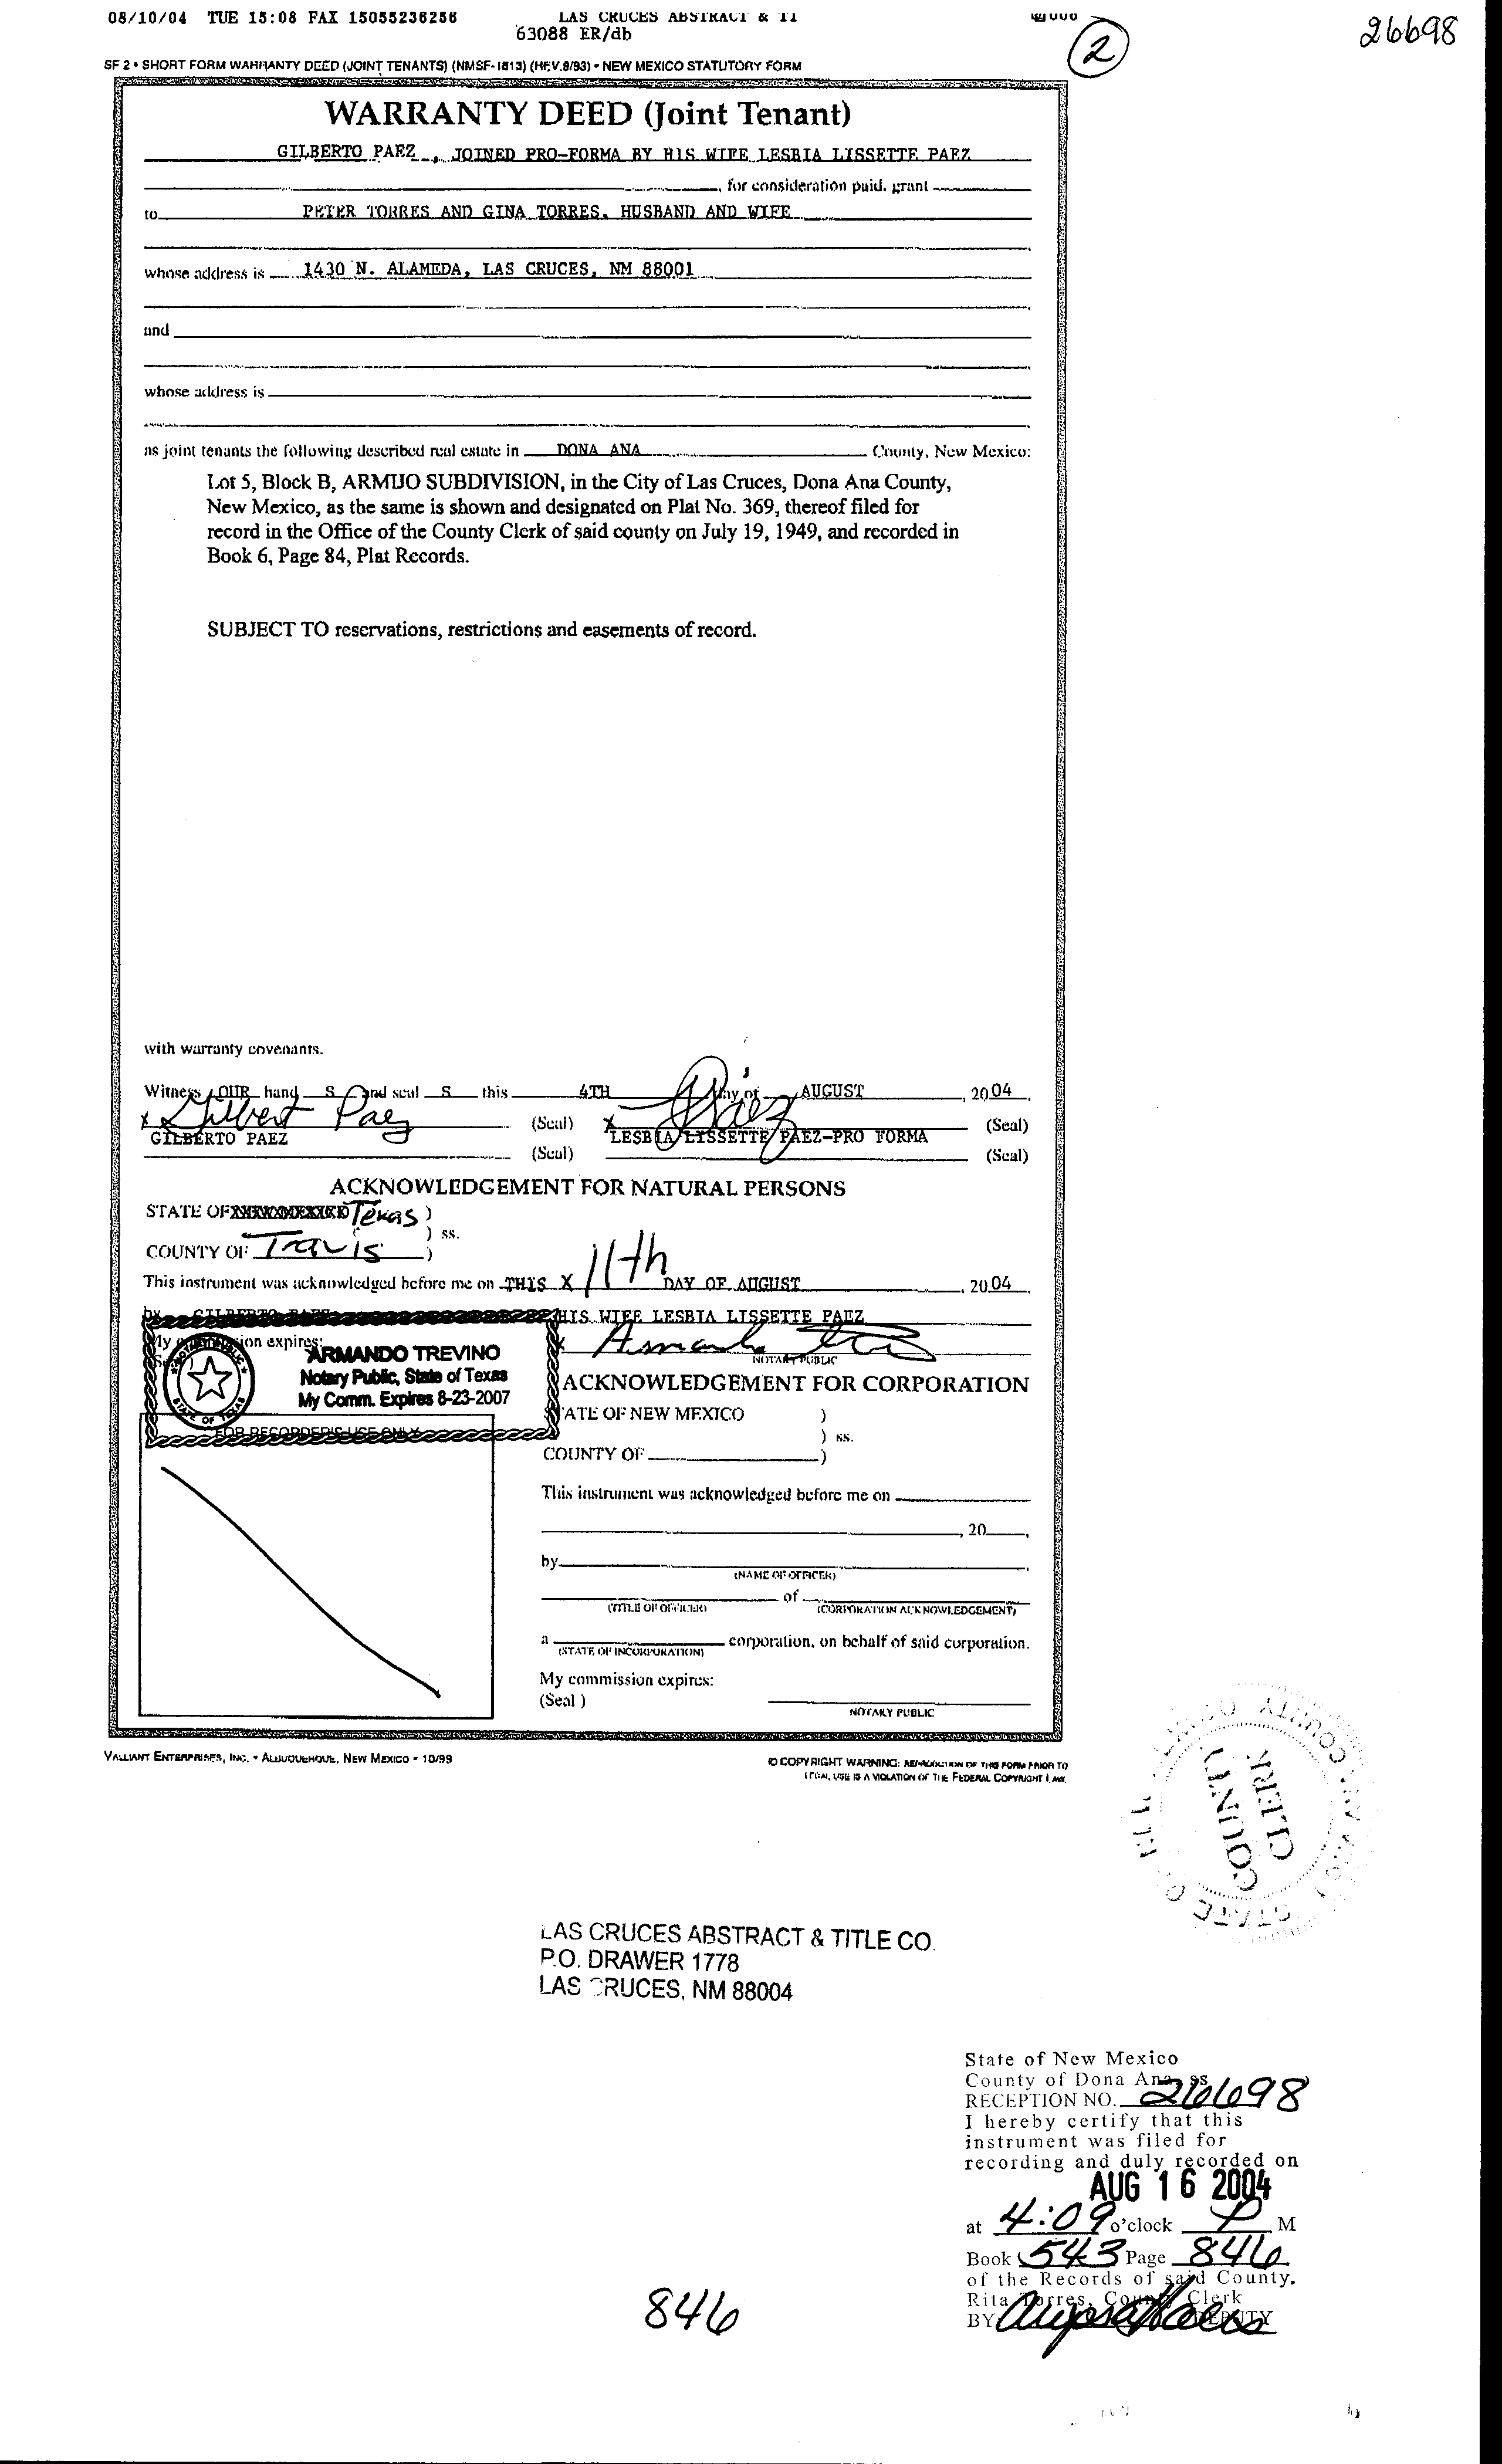 08/10/04 TUE 15:08 FAX 15055236256 LAS CRUCES ABSTRACT & TI
63088 ER/db
2
26698
SF 2 • SHORT FORM WARRANTY DEED (JOINT TENANTS) (NMSF-1813) (REV.8/93) • NEW MEXICO STATUTORY FORM
WARRANTY DEED (Joint Tenant)
GILBERTO PAEZ , JOINED PRO-FORMA BY HIS WIFE LESBIA LISSETTE PAEZ
, for consideration paid, grant
to PETER TORRES AND GINA TORRES, HUSBAND AND WIFE
whose address is 1430 N. ALAMEDA, LAS CRUCES, NM 88001
and
whose address is
as joint tenants the following described real estate in DONA ANA County, New Mexico:
Lot 5, Block B, ARMIJO SUBDIVISION, in the City of Las Cruces, Dona Ana County,
New Mexico, as the same is shown and designated on Plat No. 369, thereof filed for
record in the Office of the County Clerk of said county on July 19, 1949, and recorded in
Book 6, Page 84, Plat Records.
SUBJECT TO reservations, restrictions and easements of record.
with warranty covenants.
Witness OUR hand S and seal S this 4TH day of AUGUST , 2004 .
x Gilbert Paez (Seal) x Paez (Seal)
GILBERTO PAEZ LESBIA LISSETTE PAEZ-PRO FORMA
(Seal) (Seal)
ACKNOWLEDGEMENT FOR NATURAL PERSONS
STATE OF Texas )
) ss.
COUNTY OF Travis )
This instrument was acknowledged before me on THIS X 11th DAY OF AUGUST , 2004
by GILBERTO PAEZ HIS WIFE LESBIA LISSETTE PAEZ
My commission expires:
ARMANDO TREVINO
Notary Public, State of Texas
My Comm. Expires 8-23-2007
NOTARY PUBLIC
STATE OF TEXAS
NOTARY PUBLIC
FOR RECORDER'S USE ONLY
ACKNOWLEDGEMENT FOR CORPORATION
ATE OF NEW MEXICO )
) ss.
COUNTY OF )
This instrument was acknowledged before me on
, 20 ,
by
(NAME OF OFFICER)
of
(TITLE OF OFFICER) (CORPORATION ACKNOWLEDGEMENT)
a corporation, on behalf of said corporation.
(STATE OF INCORPORATION)
My commission expires:
(Seal )
NOTARY PUBLIC
VALLIANT ENTERPRISES, INC. • ALBUQUERQUE, NEW MEXICO - 10/99
© COPYRIGHT WARNING: REPRODUCTION OF THIS FORM PRIOR TO
LEGAL USE IS A VIOLATION OF THE FEDERAL COPYRIGHT LAW.
COUNTY
CLERK
STATE
COUNTY
LAS CRUCES ABSTRACT & TITLE CO.
P.O. DRAWER 1778
LAS CRUCES, NM 88004
State of New Mexico
County of Dona Ana, ss
RECEPTION NO. 26698
I hereby certify that this
instrument was filed for
recording and duly recorded on
AUG 16 2004
at 4:09 o'clock P M
Book 543 Page 846
of the Records of said County.
Rita Torres, County Clerk
BY DEPUTY
846